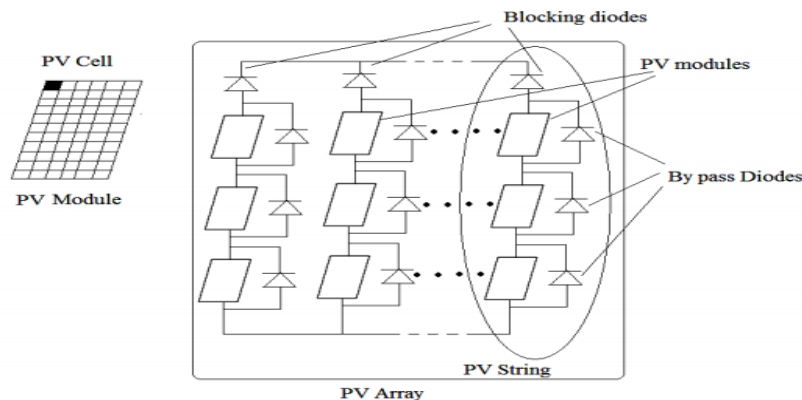 Blocking diodes
PV Cell
PV modules
By pass Diodes
PV Module
PV String
PV Array